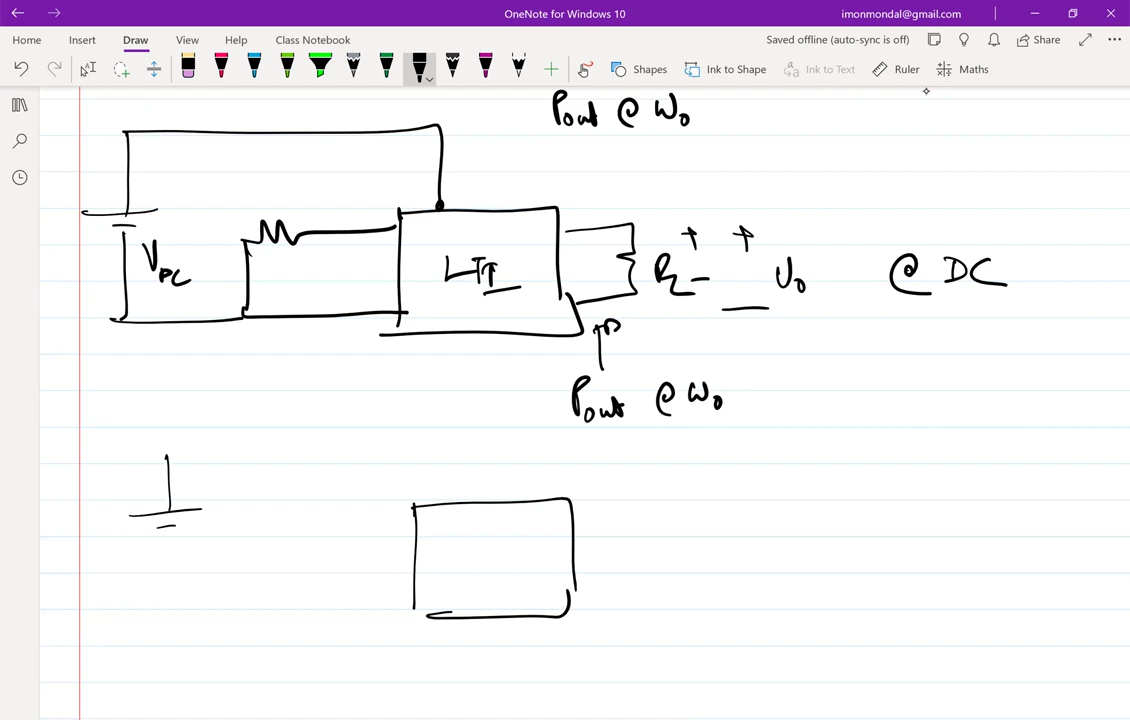 OneNote for Windows 10
imonmondal@gmail.com
Home Insert Draw View Help Class Notebook
Saved offline (auto-sync is off)
Share
Shapes
Ink to Shape
Ink to Text
Ruler
Maths
Pout @ ω0
VDC
LTI
RL
+ -
+
υ0
@ DC
Pout @ ω0